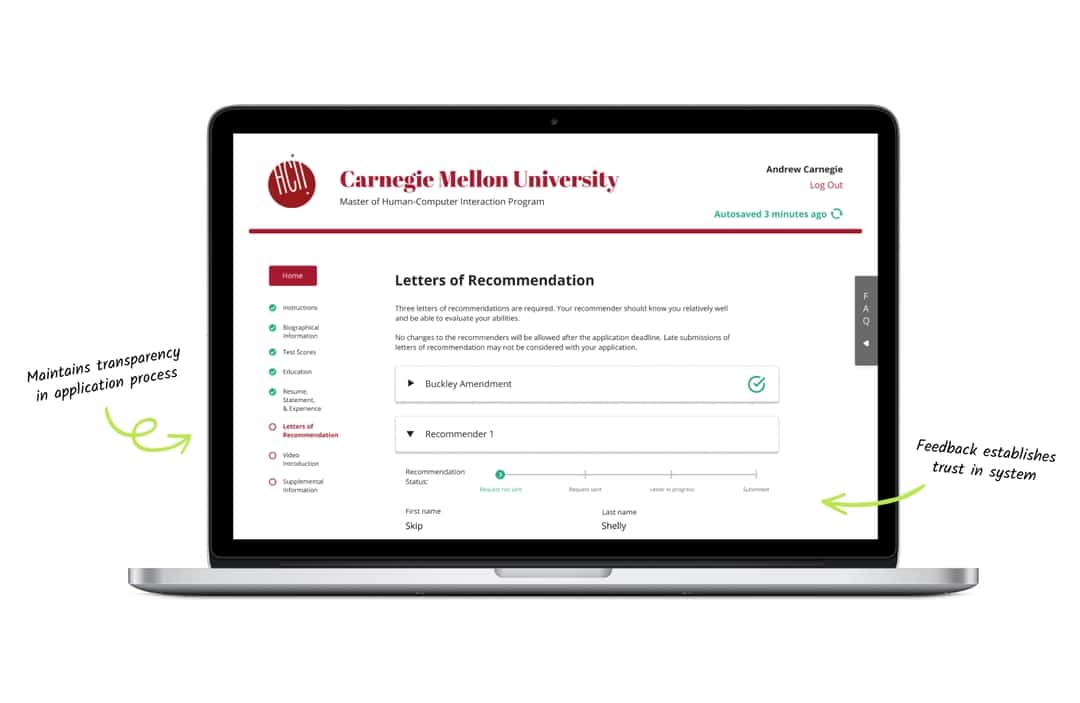 HCII
Carnegie Mellon University
Master of Human-Computer Interaction Program
Andrew Carnegie
Log Out
Autosaved 3 minutes ago
Home
Instructions
Biographical
Information
Test Scores
Education
Resume,
Statement,
& Experience
Letters of
Recommendation
Video
Introduction
Supplemental
Information
Letters of Recommendation
Three letters of recommendations are required. Your recommender should know you relatively well
and be able to evaluate your abilities.
No changes to the recommenders will be allowed after the application deadline. Late submissions of
letters of recommendation may not be considered with your application.
Buckley Amendment
Recommender 1
Recommendation
Status:
Request not sent
Request sent
Letter in progress
Submitted
First name
Last name
Skip
Shelly
FAQ
Maintains transparency
in application process
Feedback establishes
trust in system